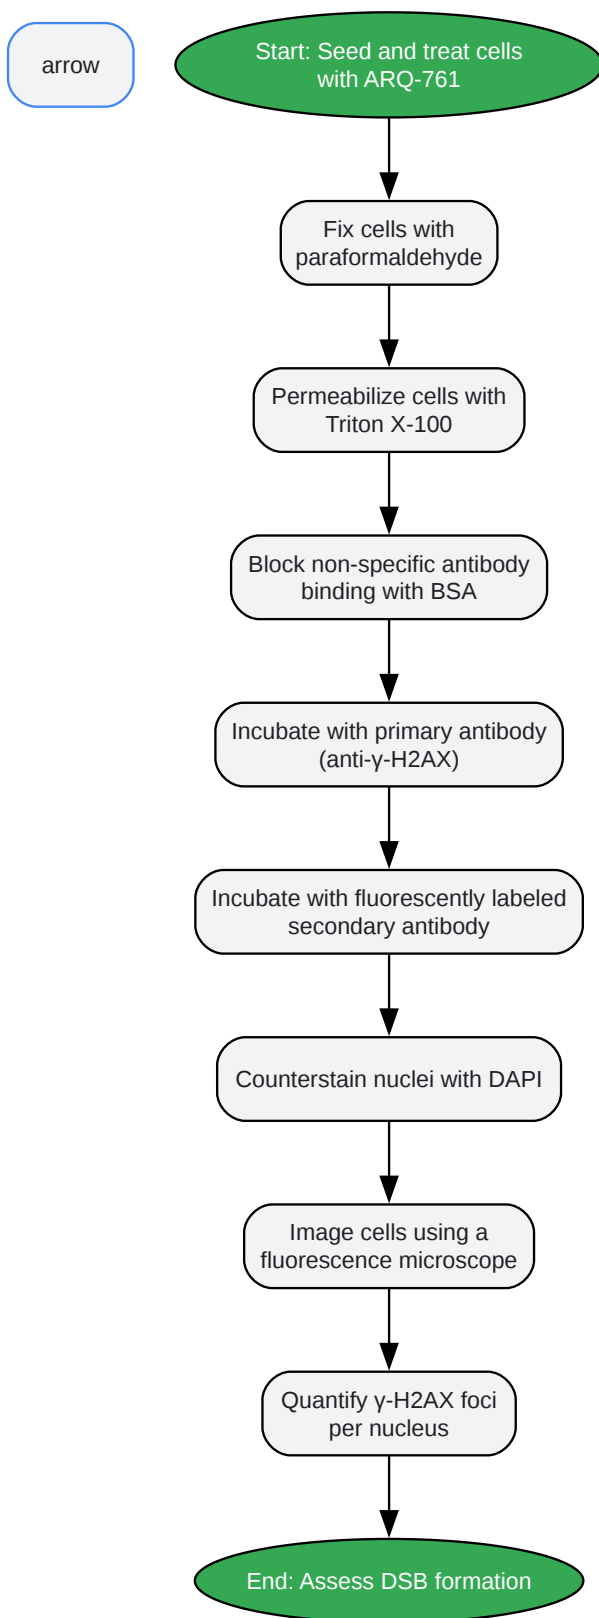 arrow
Start: Seed and treat cells
with ARQ-761
Fix cells with
paraformaldehyde
Permeabilize cells with
Triton X-100
Block non-specific antibody
binding with BSA
Incubate with primary antibody
(anti-γ-H2AX)
Incubate with fluorescently labeled
secondary antibody
Counterstain nuclei with DAPI
Image cells using a
fluorescence microscope
Quantify γ-H2AX foci
per nucleus
End: Assess DSB formation